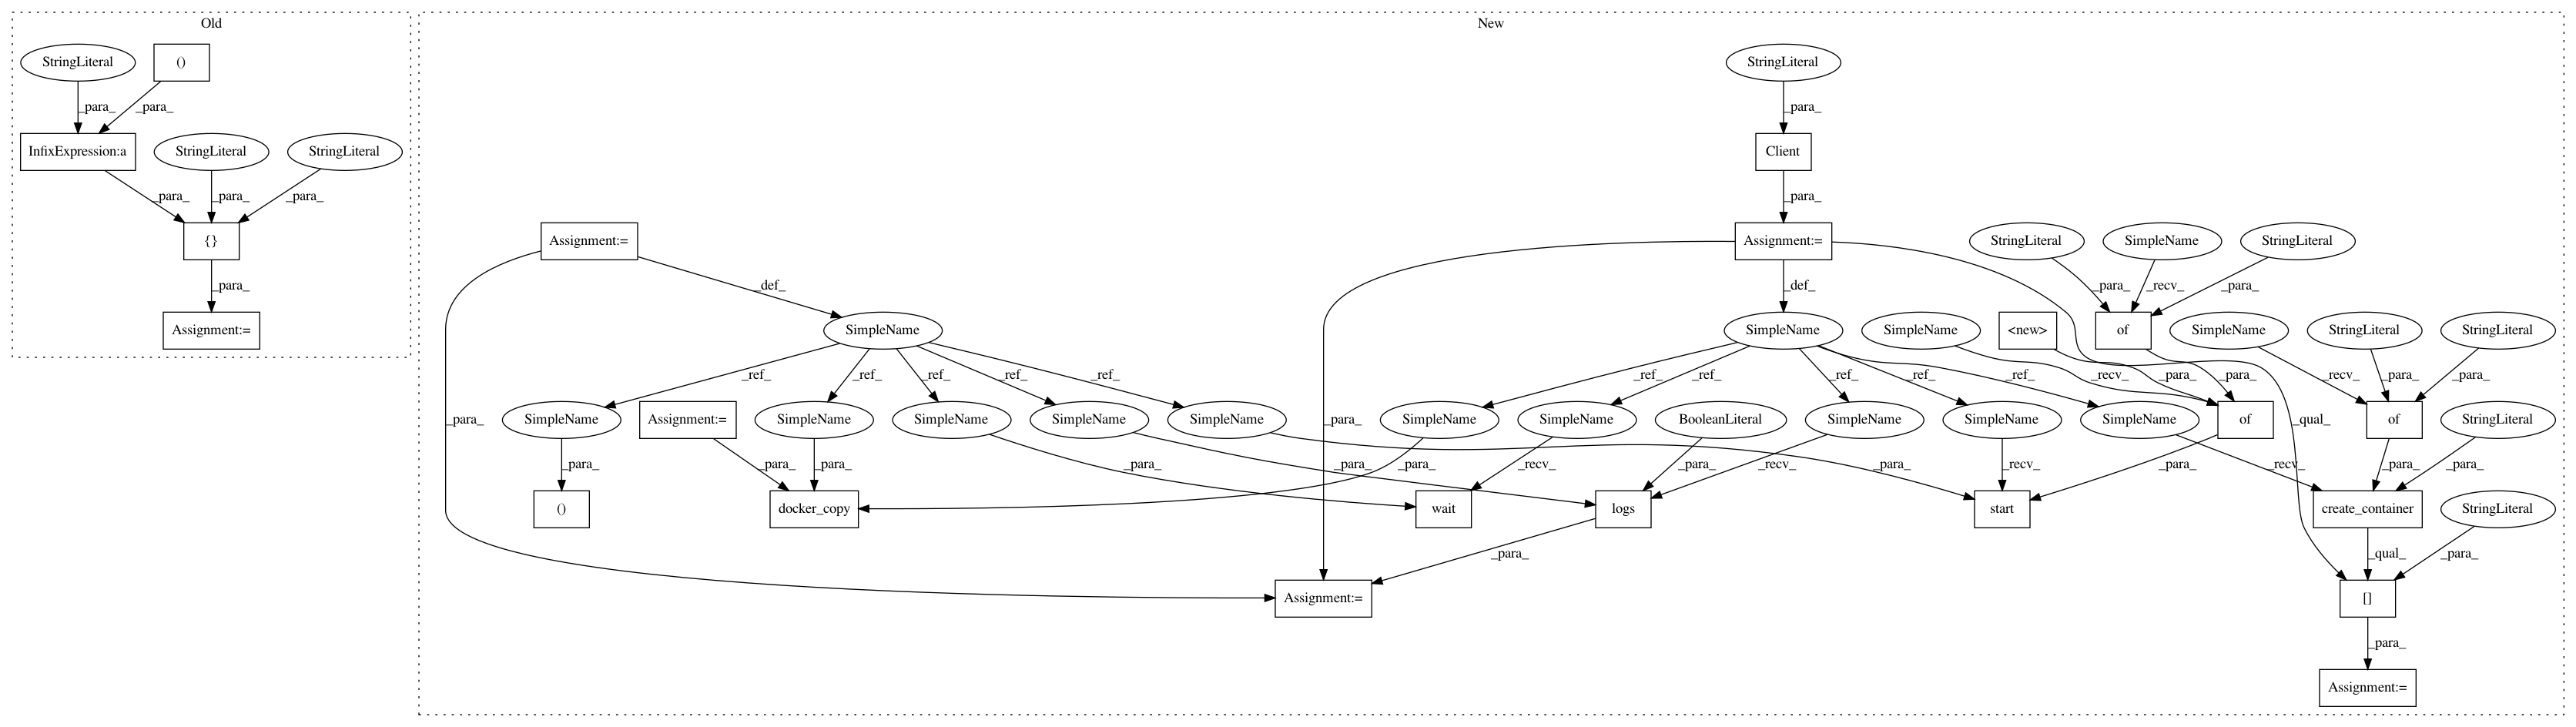 Old
New
StringLiteral
()
StringLiteral
_para_
_para_
_para_
InfixExpression:a
StringLiteral
StringLiteral
Client
_para_
_para_
_para_
_para_
{}
Assignment:=
Assignment:=
StringLiteral
SimpleName
StringLiteral
_para_
_def_
_def_
_para_
_recv_
_para_
Assignment:=
SimpleName
SimpleName
SimpleName
<new>
of
SimpleName
StringLiteral
StringLiteral
_ref_
_ref_
_ref_
_ref_
_ref_
_ref_
_ref_
_ref_
_ref_
_ref_
_recv_
_para_
_para_
_recv_
_para_
_para_
_para_
SimpleName
Assignment:=
SimpleName
SimpleName
SimpleName
SimpleName
_para_
SimpleName
SimpleName
BooleanLiteral
SimpleName
SimpleName
SimpleName
of
_qual_
of
StringLiteral
_para_
_para_
_para_
_para_
_para_
_para_
_recv_
_para_
_recv_
_para_
_recv_
_para_
_recv_
_para_
_para_
()
docker_copy
wait
logs
start
create_container
StringLiteral
_para_
_qual_
_para_
Assignment:=
[]
_para_
Assignment:=